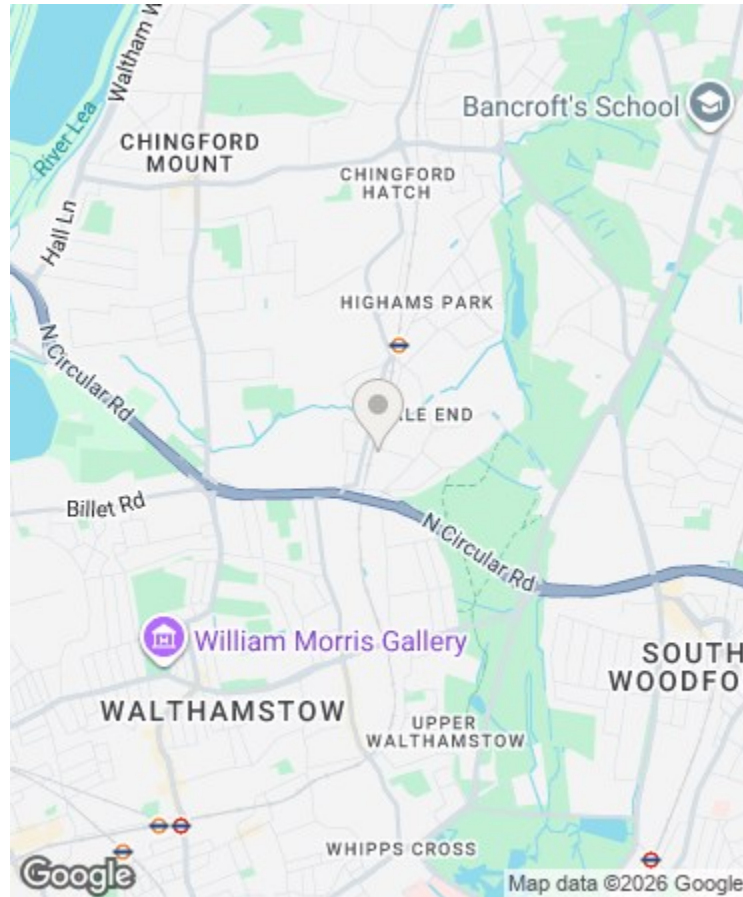 Waltham W
Bancroft's School
River Lea
CHINGFORD
MOUNT
CHINGFORD
HATCH
Hall Ln
HIGHAMS PARK
N Circular Rd
ALE END
Billet Rd
N Circular Rd
William Morris Gallery
SOUTH
WOODFO
WALTHAMSTOW
UPPER
WALTHAMSTOW
WHIPPS CROSS
Google
Map data ©2026 Google